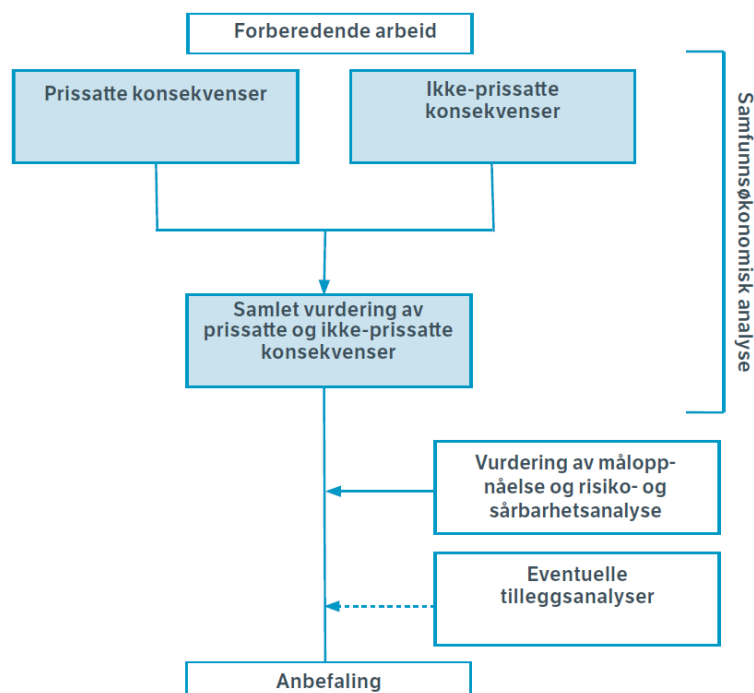 Forberedende arbeid
Prissatte konsekvenser
Ikke-prissatte
konsekvenser
Samfunnsøkonomisk analyse
Samlet vurdering av
prissatte og ikke-prissatte
konsekvenser
Vurdering av målopp-
nåelse og risiko- og
sårbarhetsanalyse
Eventuelle
tilleggsanalyser
Anbefaling